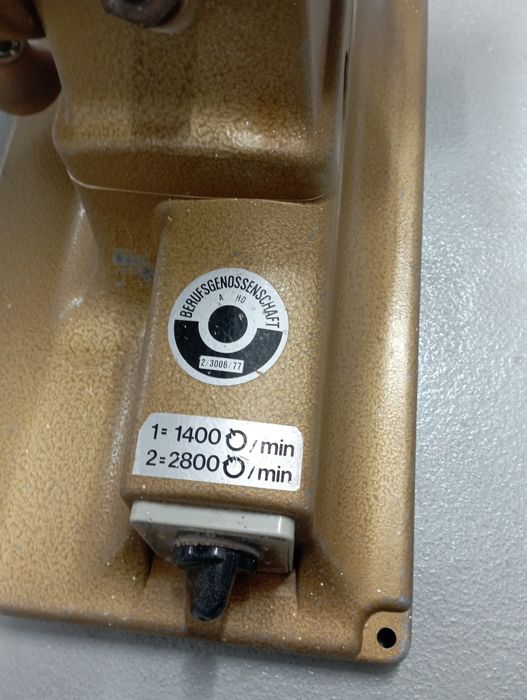 BERUFSGENOSSENSCHAFT
A HO
2/3006/77
1= 1400 /min
2=2800 /min